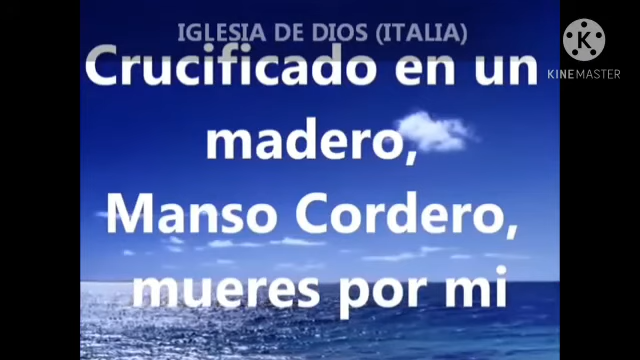 IGLESIA DE DIOS (ITALIA)
Crucificado en un
madero,
Manso Cordero,
mueres por mi
K
KINEMASTER